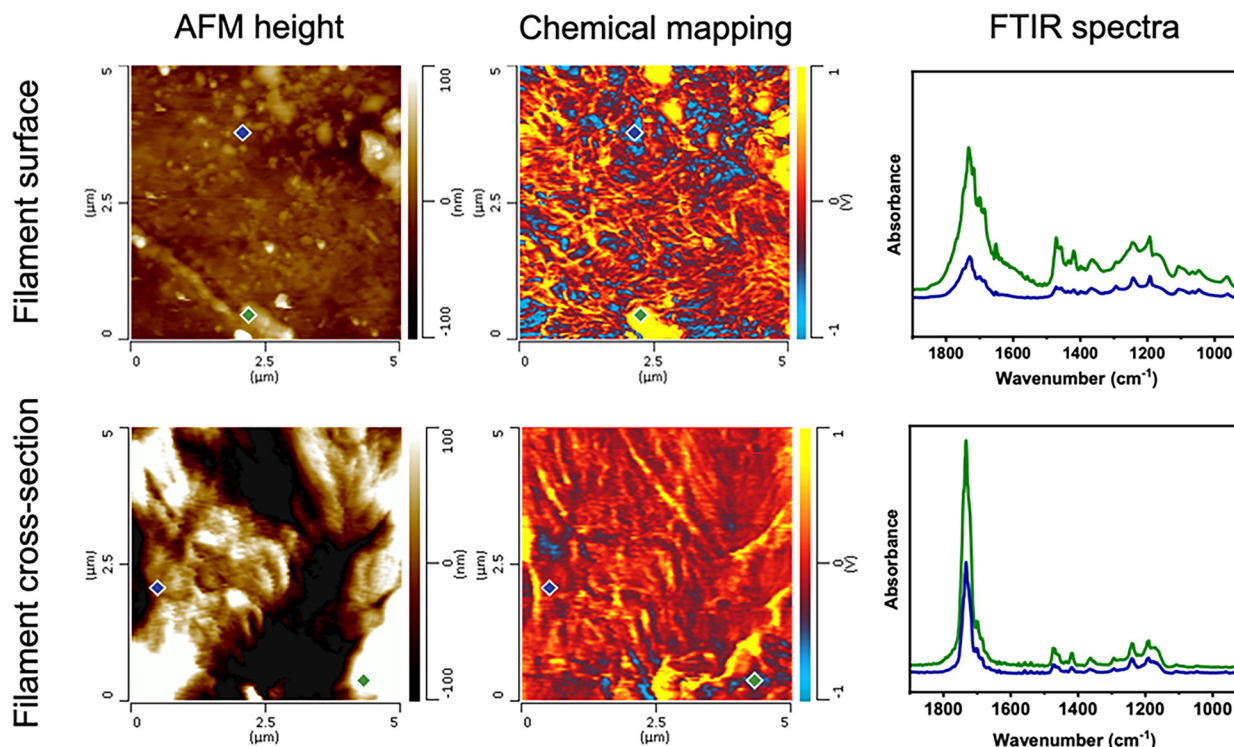 AFM height
Chemical mapping
FTIR spectra
Filament surface
5
2.5
0
(µm)
0
2.5
5
(µm)
100
0
-100
(nm)
5
2.5
0
(µm)
0
2.5
5
(µm)
1
0
-1
(V)
Absorbance
1800
1600
1400
1200
1000
Wavenumber (cm⁻¹)
Filament cross-section
5
2.5
0
(µm)
0
2.5
5
(µm)
100
0
-100
(nm)
5
2.5
0
(µm)
0
2.5
5
(µm)
1
0
-1
(V)
Absorbance
1800
1600
1400
1200
1000
Wavenumber (cm⁻¹)